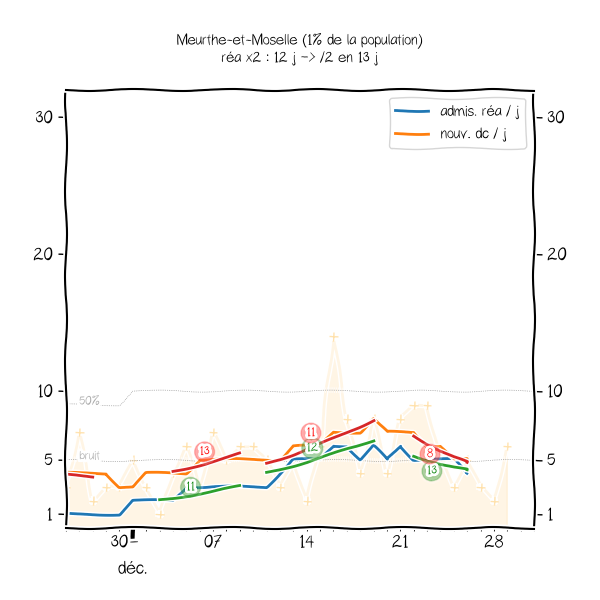 Meurthe-et-Moselle (1% de la population)
réa x2 : 12 j -> /2 en 13 j
admis. réa / j
nouv. dc / j
30 30
20 20
10 10
50%
5 5
bruit
1 1
13
11
11
12
8
13
30 07 14 21 28
déc.